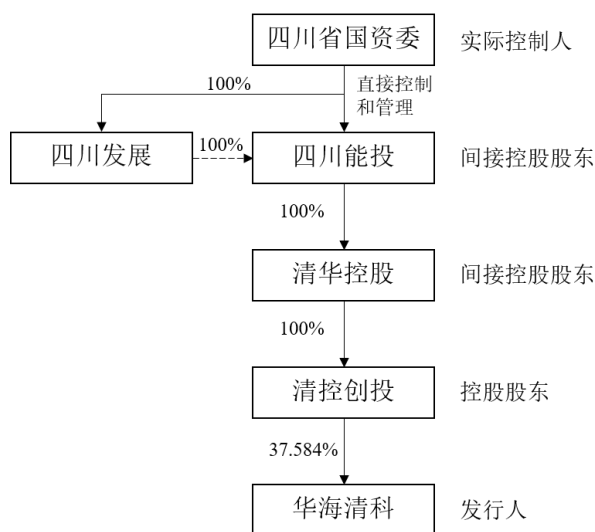 四川省国资委
实际控制人
100%
直接控制
和管理
四川发展
100%
四川能投
间接控股股东
100%
清华控股
间接控股股东
100%
清控创投
控股股东
37.584%
华海清科
发行人